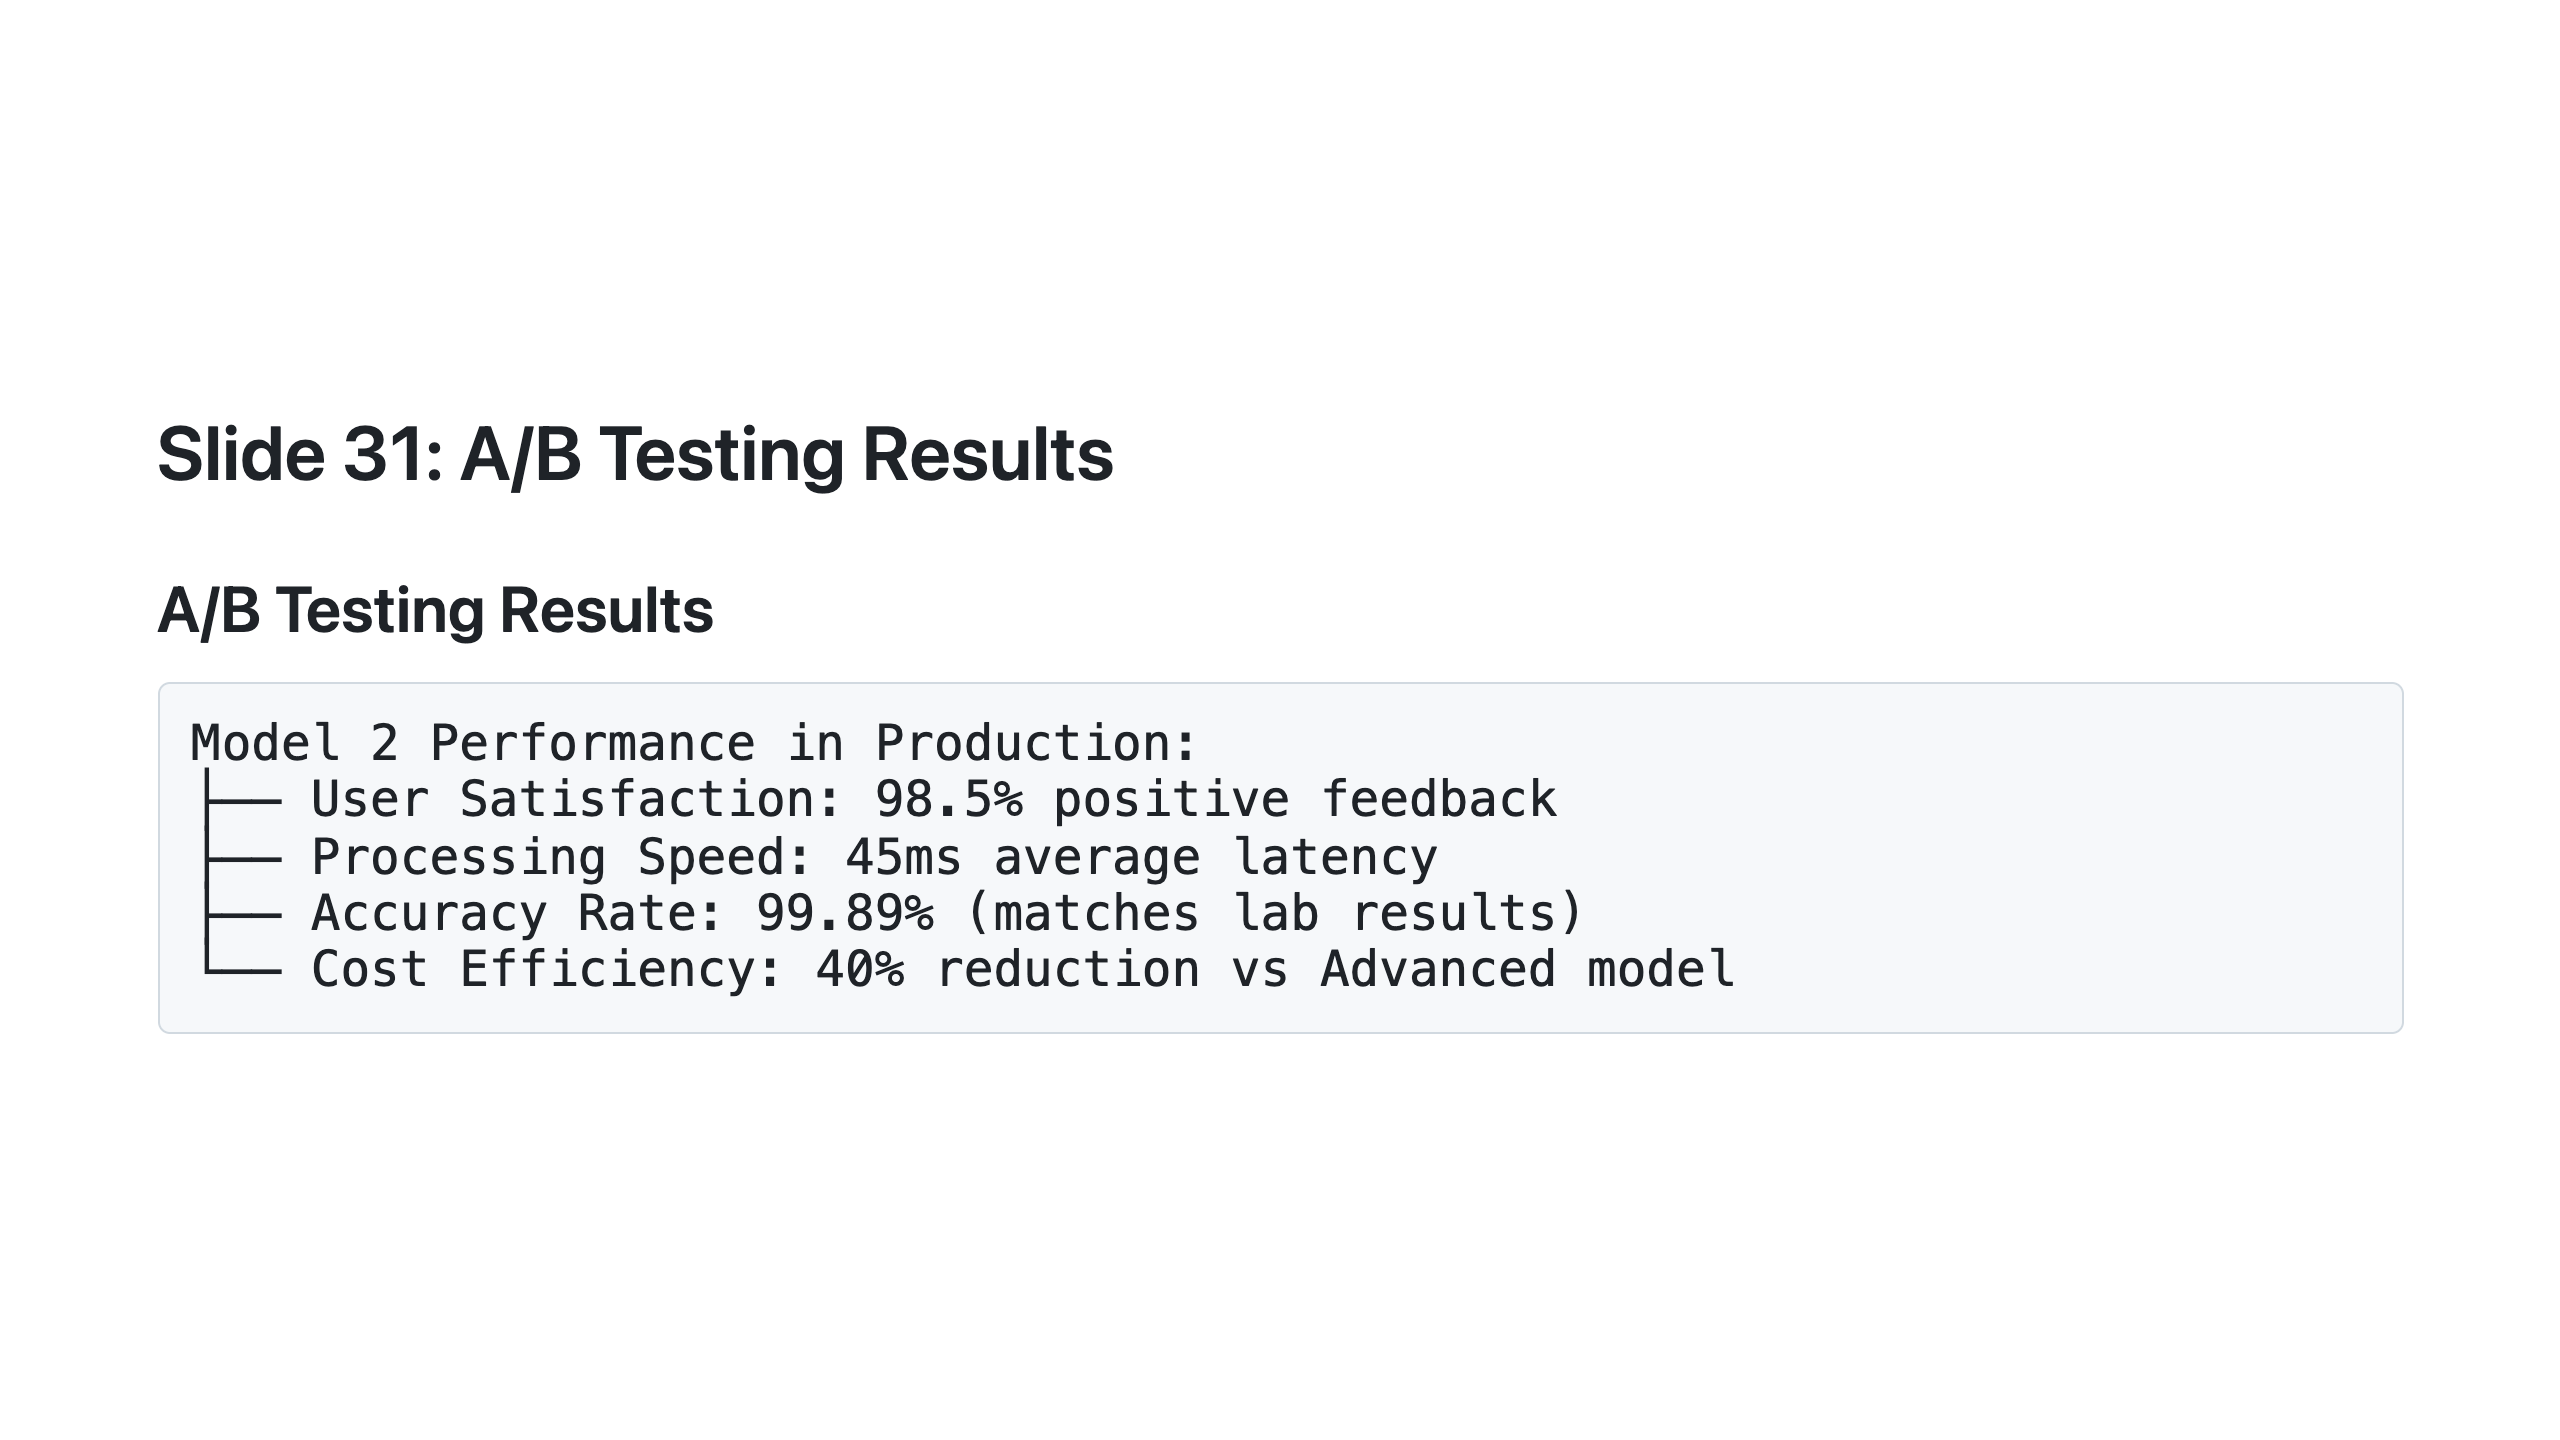 Slide 31: A/B Testing Results
A/B Testing Results
Model 2 Performance in Production:
├── User Satisfaction: 98.5% positive feedback
├── Processing Speed: 45ms average latency
├── Accuracy Rate: 99.89% (matches lab results)
└── Cost Efficiency: 40% reduction vs Advanced model